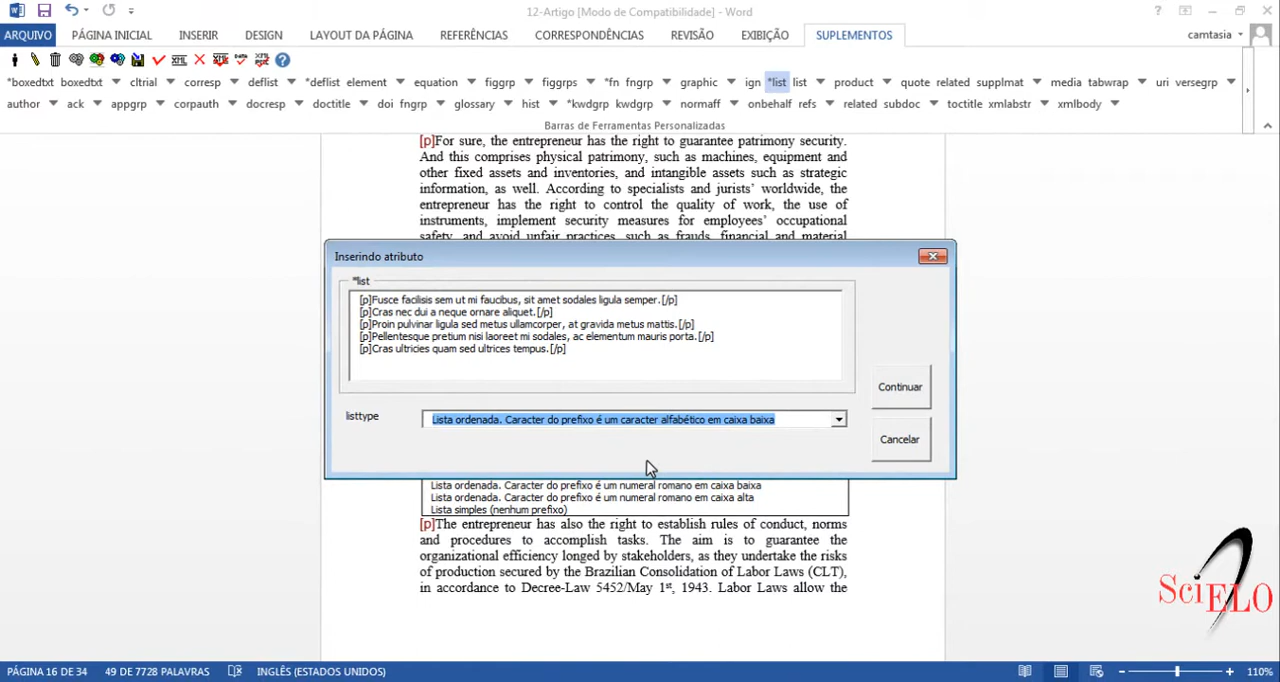 12-Artigo [Modo de Compatibilidade] - Word
ARQUIVO PÁGINA INICIAL INSERIR DESIGN LAYOUT DA PÁGINA REFERÊNCIAS CORRESPONDÊNCIAS REVISÃO EXIBIÇÃO SUPLEMENTOS camtasia
*boxedtxt boxedtxt cltrial corresp deflist *deflist element equation figgrp figgrps *fn fngrp graphic ign *list list product quote related supplmat media tabwrap uri versegrp
author ack appgrp corpauth docresp doctitle doi fngrp glossary hist *kwdgrp kwdgrp normaff onbehalf refs related subdoc toctitle xmlabstr xmlbody
Barras de Ferramentas Personalizadas
[p]For sure, the entrepreneur has the right to guarantee patrimony security.
And this comprises physical patrimony, such as machines, equipment and
other fixed assets and inventories, and intangible assets such as strategic
information, as well. According to specialists and jurists’ worldwide, the
entrepreneur has the right to control the quality of work, the use of
instruments, implement security measures for employees’ occupational
safety, and avoid unfair practices, such as frauds, financial and material
Inserindo atributo
*list
[p]Fusce facilisis sem ut mi faucibus, sit amet sodales ligula semper.[/p]
[p]Cras nec dui a neque ornare aliquet.[/p]
[p]Proin pulvinar ligula sed metus ullamcorper, at gravida metus mattis.[/p]
[p]Pellentesque pretium nisi laoreet mi sodales, ac elementum mauris porta.[/p]
[p]Cras ultricies quam sed ultrices tempus.[/p]
Continuar
listtype Lista ordenada. Caracter do prefixo é um caracter alfabético em caixa baixa
Cancelar
Lista ordenada. Caracter do prefixo é um numeral romano em caixa baixa
Lista ordenada. Caracter do prefixo é um numeral romano em caixa alta
Lista simples (nenhum prefixo)
[p]The entrepreneur has also the right to establish rules of conduct, norms
and procedures to accomplish tasks. The aim is to guarantee the
organizational efficiency longed by stakeholders, as they undertake the risks
of production secured by the Brazilian Consolidation of Labor Laws (CLT),
in accordance to Decree-Law 5452/May 1st, 1943. Labor Laws allow the
SciELO
PÁGINA 16 DE 34 49 DE 7728 PALAVRAS INGLÊS (ESTADOS UNIDOS) 110%